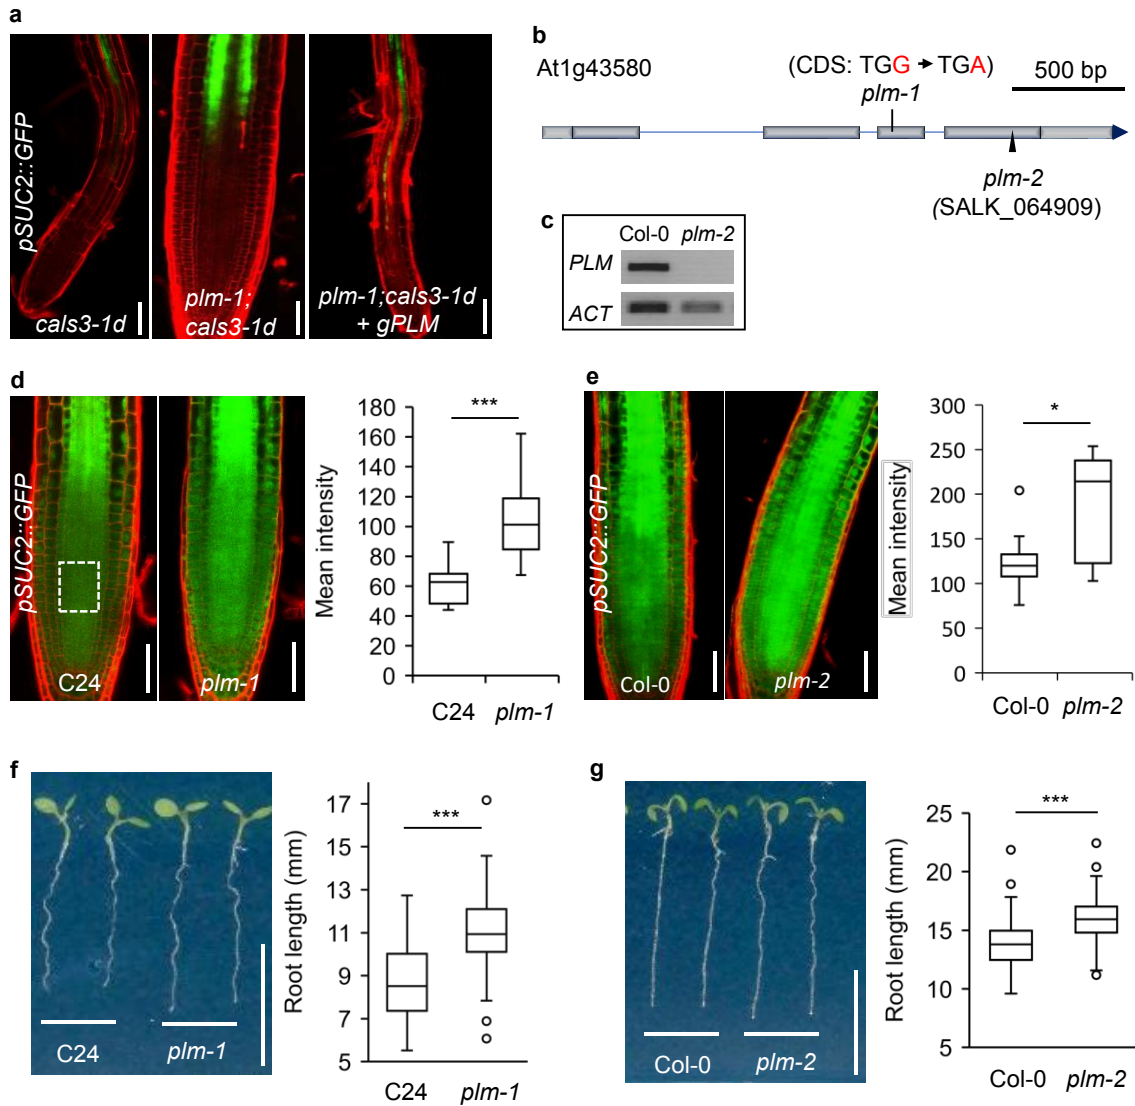 a
pSUC2::GFP
cals3-1d
plm-1;
cals3-1d
plm-1;cals3-1d
+ gPLM
b
At1g43580
(CDS: TGG → TGA)
500 bp
plm-1
plm-2
(SALK_064909)
c
Col-0 plm-2
PLM
ACT
d
pSUC2::GFP
C24
plm-1
Mean intensity
180
160
140
120
100
80
60
40
20
0
***
C24 plm-1
e
pSUC2::GFP
Col-0
plm-2
Mean intensity
300
250
200
150
100
50
0
*
Col-0 plm-2
f
C24
plm-1
Root length (mm)
17
15
13
11
9
7
5
***
C24 plm-1
g
Col-0
plm-2
Root length (mm)
25
20
15
10
5
***
Col-0 plm-2